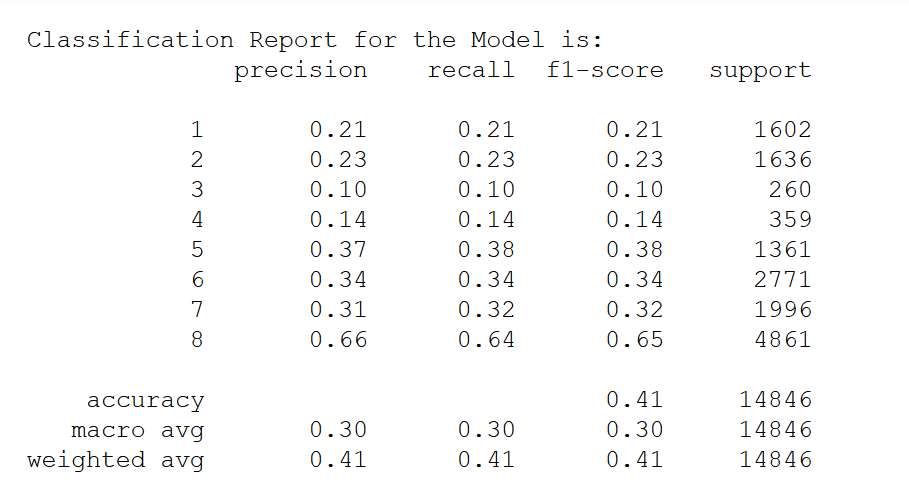 Classification Report for the Model is:
precision recall f1-score support
1 0.21 0.21 0.21 1602
2 0.23 0.23 0.23 1636
3 0.10 0.10 0.10 260
4 0.14 0.14 0.14 359
5 0.37 0.38 0.38 1361
6 0.34 0.34 0.34 2771
7 0.31 0.32 0.32 1996
8 0.66 0.64 0.65 4861
accuracy 0.41 14846
macro avg 0.30 0.30 0.30 14846
weighted avg 0.41 0.41 0.41 14846